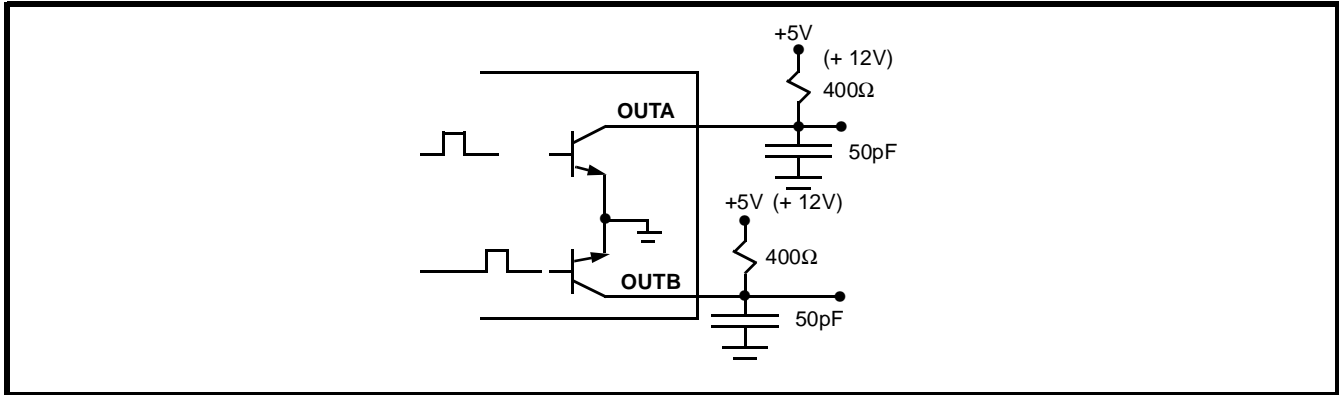 +5V
(+ 12V)
400Ω
OUTA
50pF
+5V (+ 12V)
400Ω
OUTB
50pF